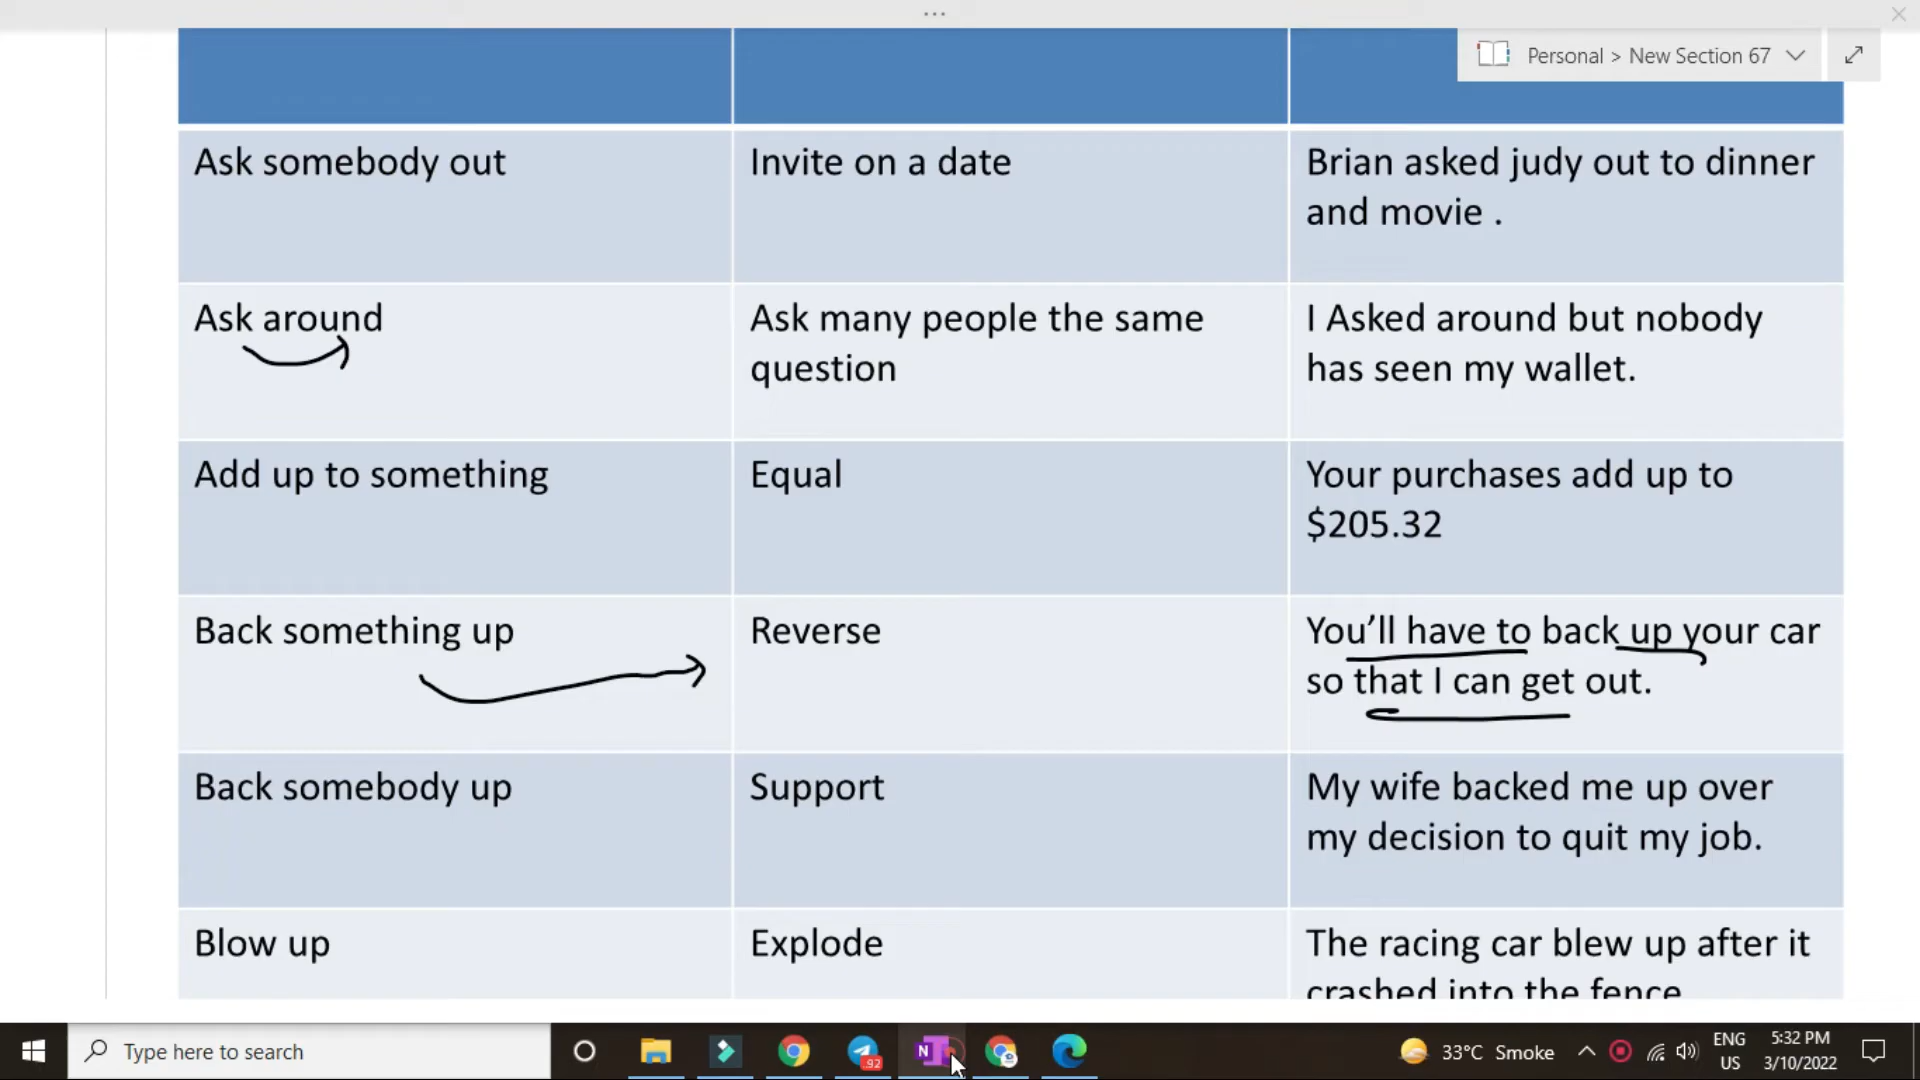 ...
Personal > New Section 67
Ask somebody out
Invite on a date
Brian asked judy out to dinner
and movie .
Ask around
Ask many people the same
question
I Asked around but nobody
has seen my wallet.
Add up to something
Equal
Your purchases add up to
$205.32
Back something up
Reverse
You’ll have to back up your car
so that I can get out.
Back somebody up
Support
My wife backed me up over
my decision to quit my job.
Blow up
Explode
The racing car blew up after it
crashed into the fence
Type here to search
92
N
33°C Smoke
ENG
US
5:32 PM
3/10/2022